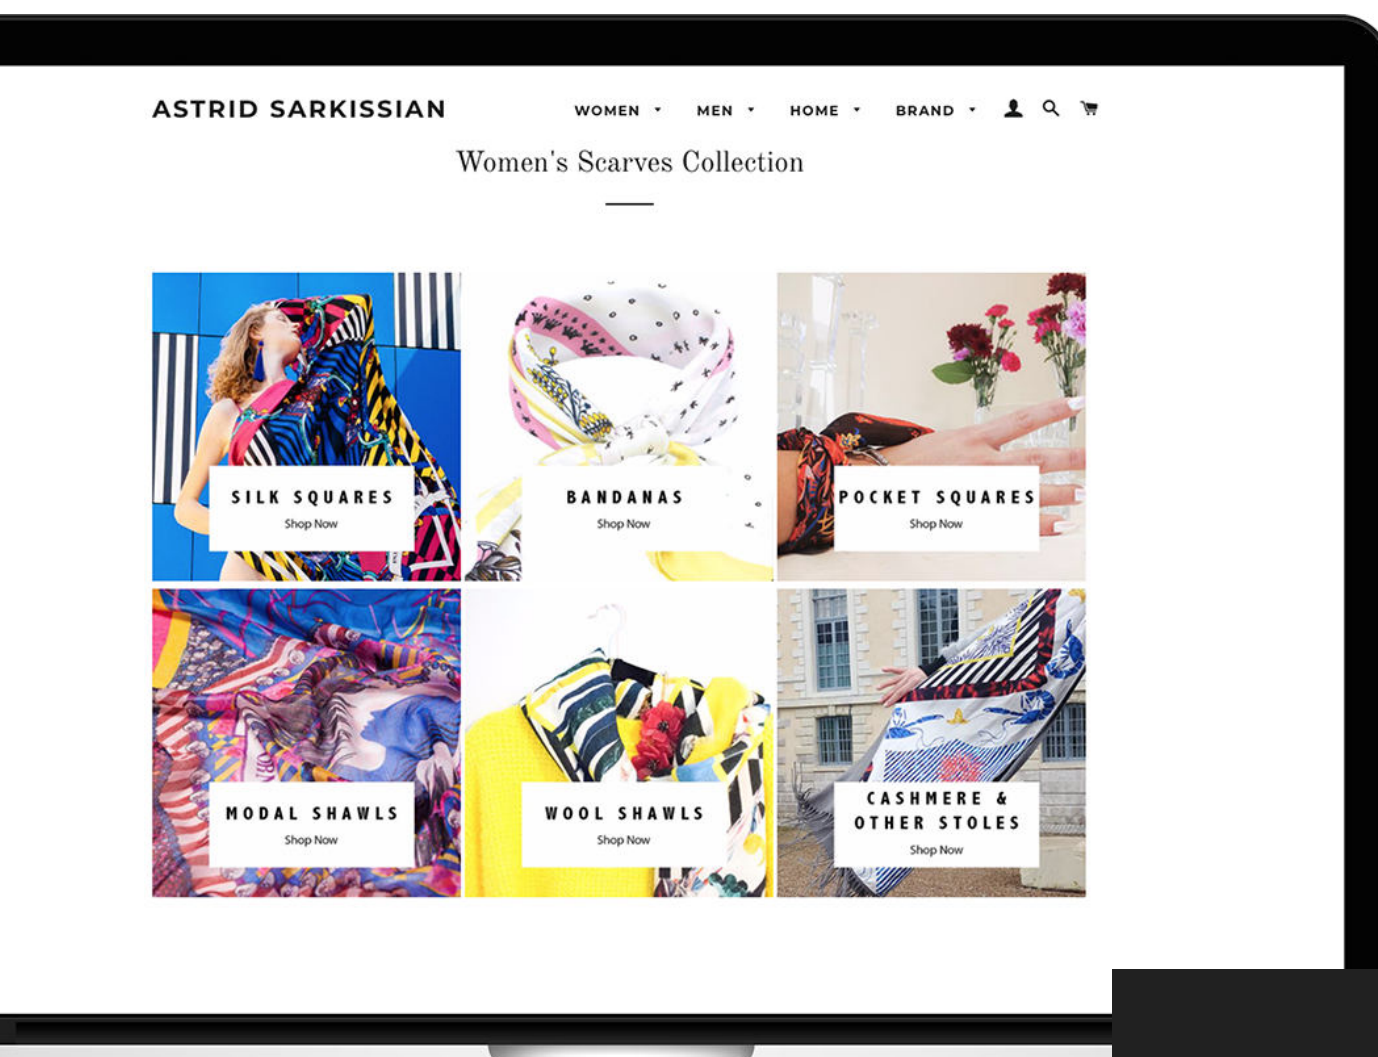 ASTRID SARKISSIAN
WOMEN MEN HOME BRAND
Women's Scarves Collection
SILK SQUARES
Shop Now
BANDANAS
Shop Now
POCKET SQUARES
Shop Now
MODAL SHAWLS
Shop Now
WOOL SHAWLS
Shop Now
CASHMERE &
OTHER STOLES
Shop Now